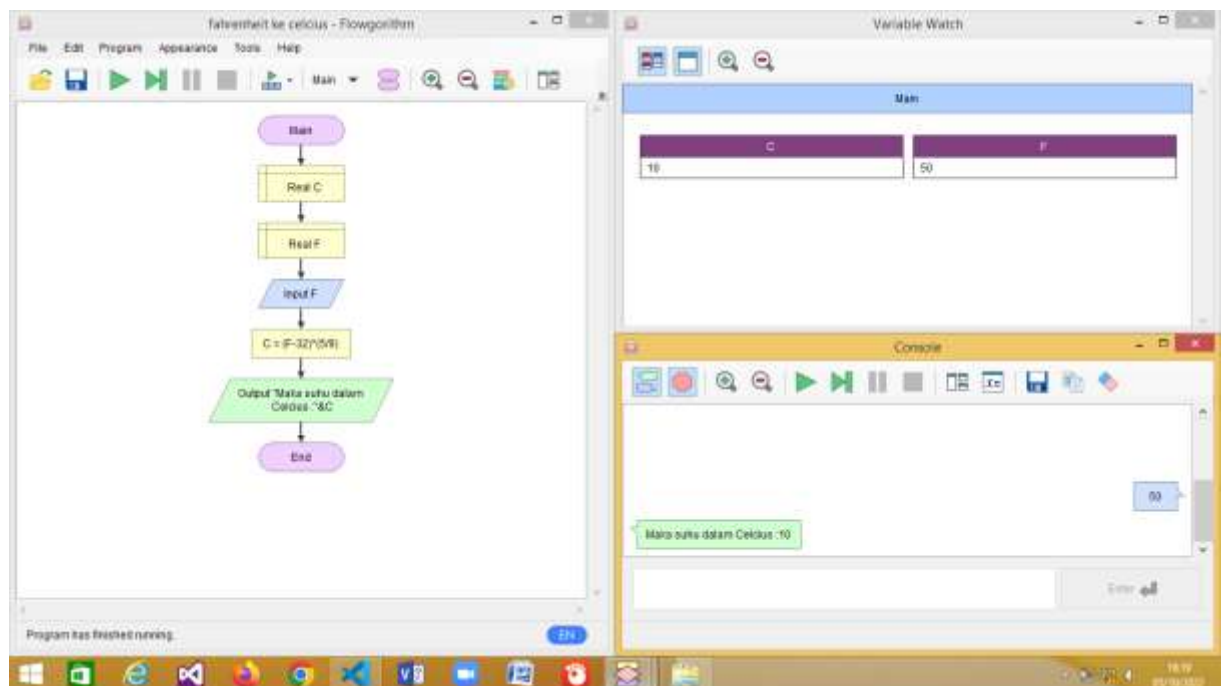 fahrenheit ke celcius - Flowgorithm
File Edit Program Appearance Tools Help
Main
Main
Real C
Real F
Input F
C = (F-32)*(5/9)
Output "Maka suhu dalam
Celcius :"&C
End
Program has finished running.
EN
Variable Watch
Main
C F
10 50
Console
50
Maka suhu dalam Celcius :10
Enter
18:19